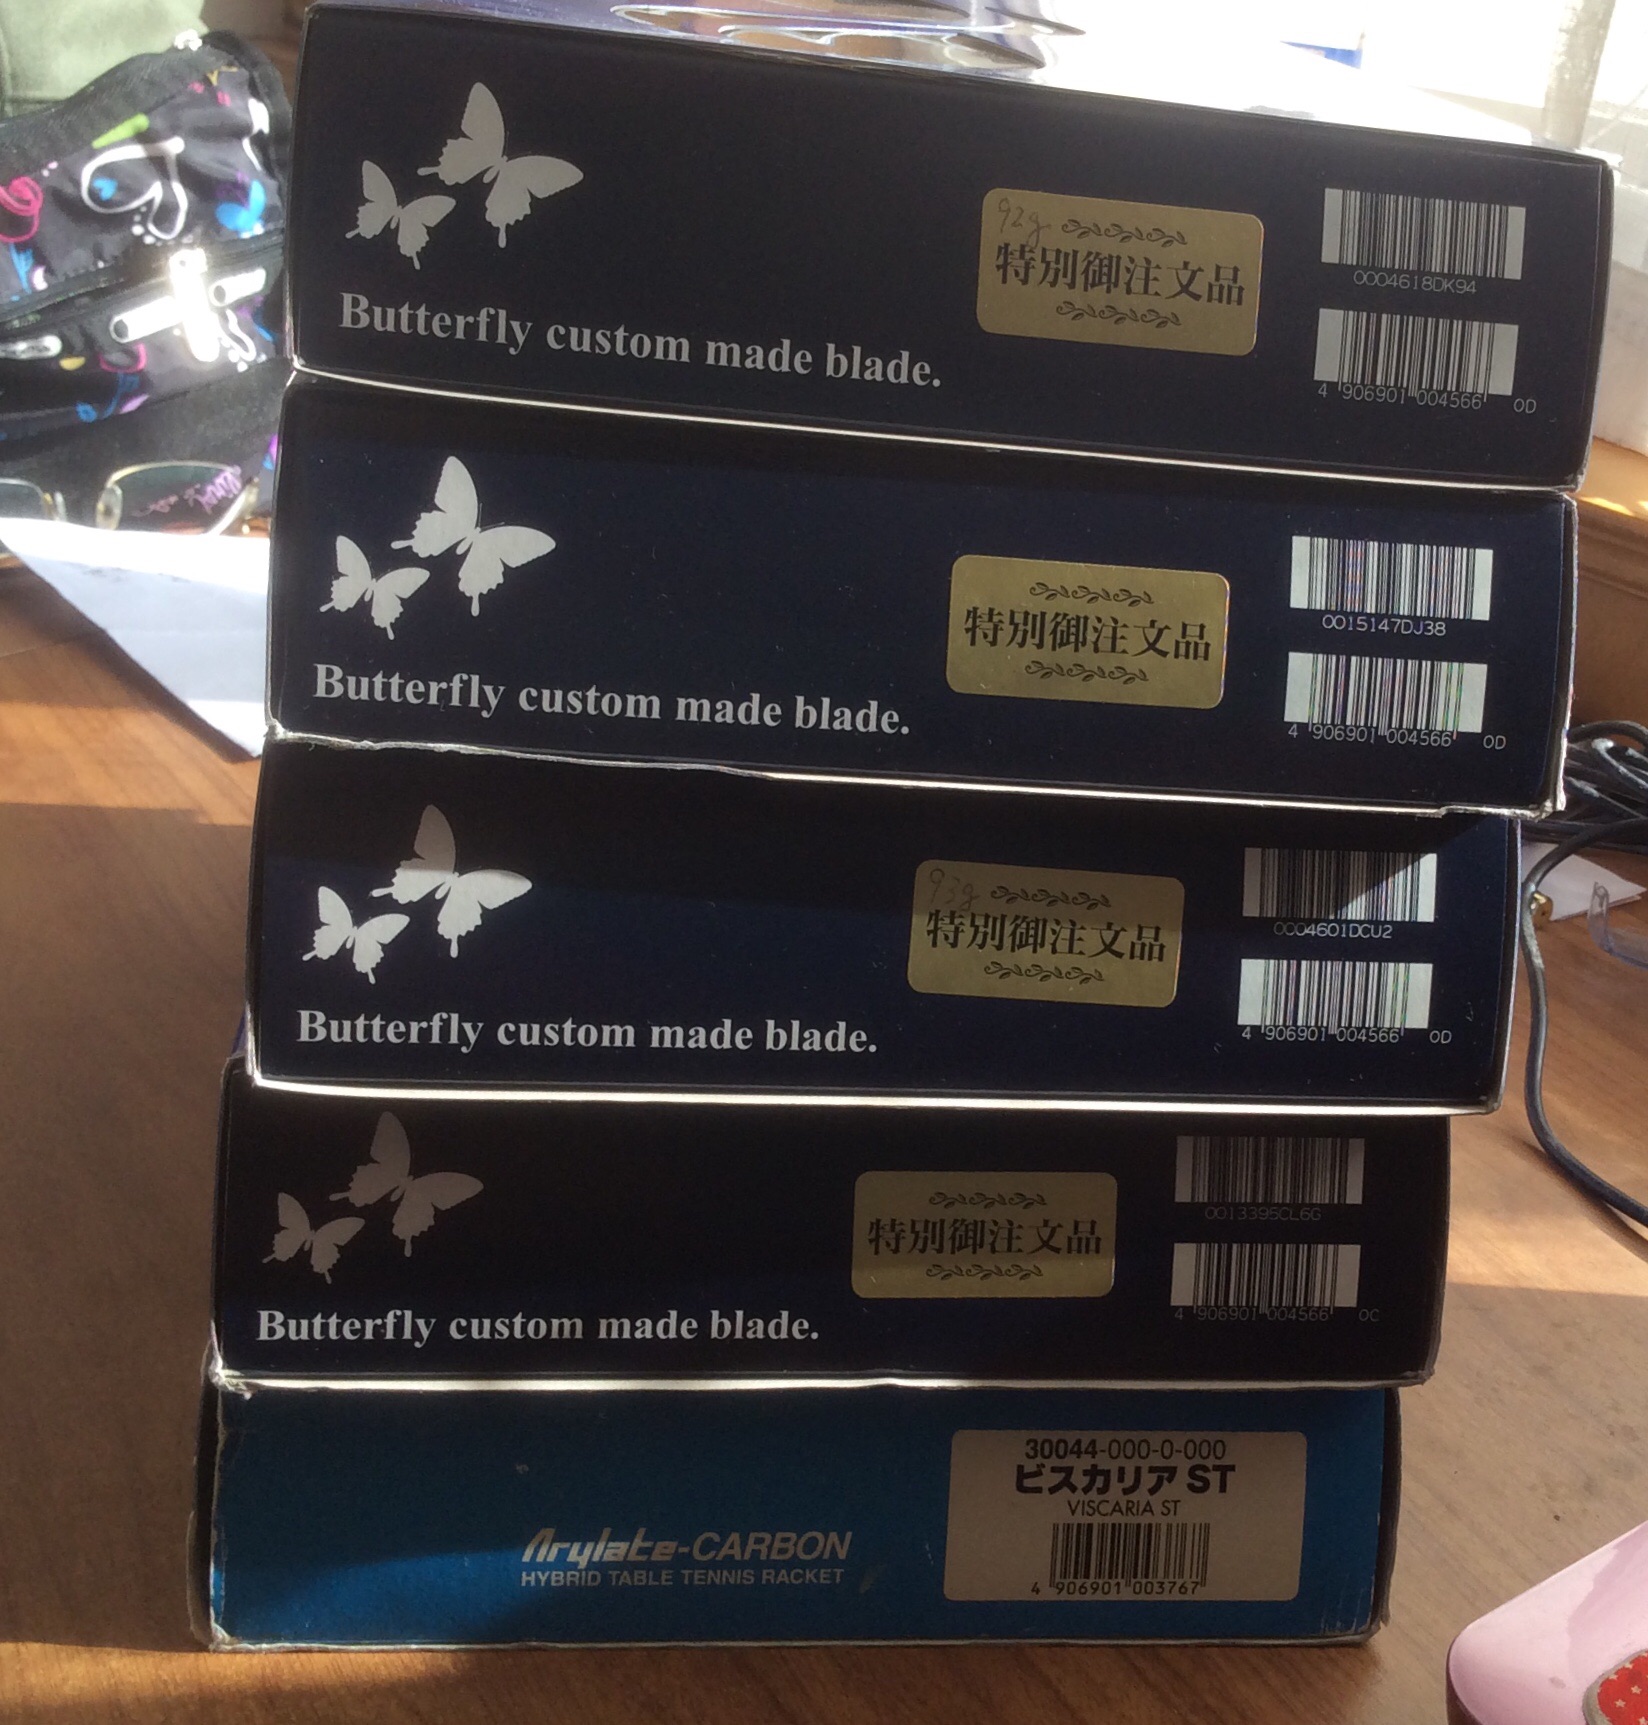 92g
特別御注文品
0004618DK94
Butterfly custom made blade.
4 906901 004566 0D
特別御注文品
0015147DJ38
Butterfly custom made blade.
4 906901 004566 0D
93g
特別御注文品
0004601DCU2
Butterfly custom made blade.
4 906901 004566 0D
特別御注文品
0013395CL6G
Butterfly custom made blade.
4 906901 004566 0C
30044-000-0-000
ビスカリア ST
VISCARIA ST
Arylate-CARBON
HYBRID TABLE TENNIS RACKET
4 906901 003767